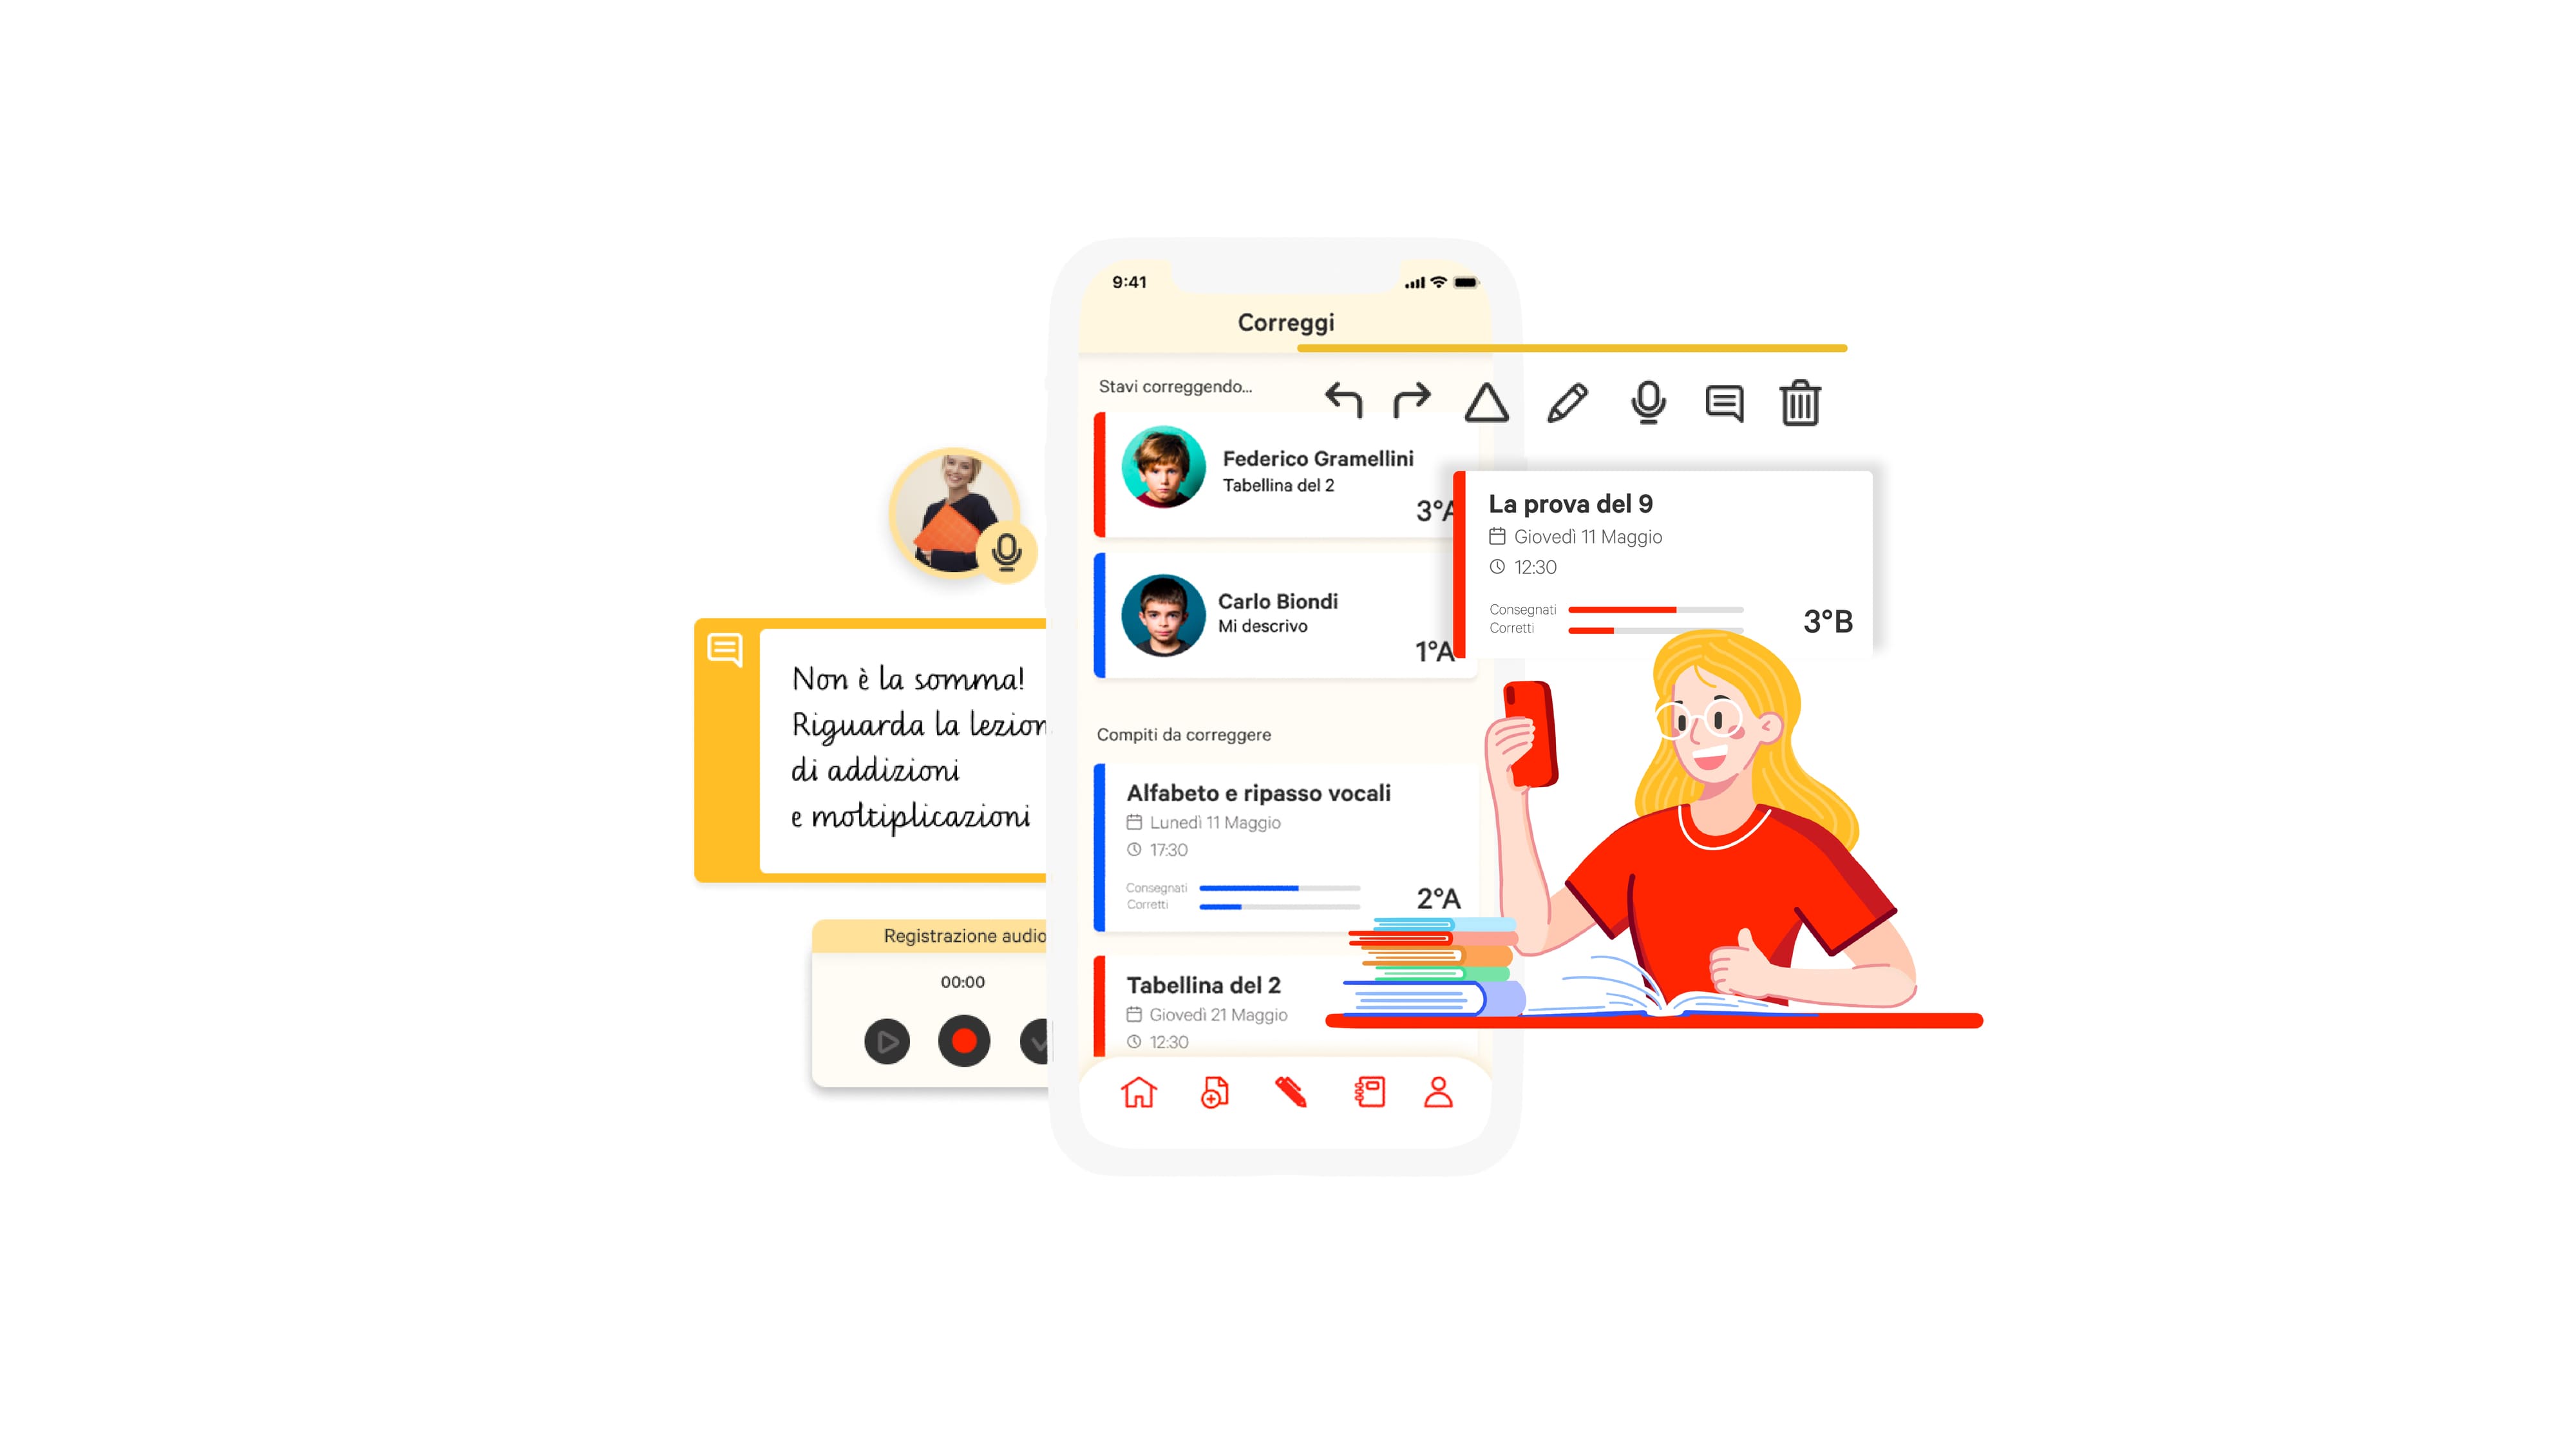 9:41
Correggi
Stavi correggendo...
Federico Gramellini
Tabellina del 2
3°A
Carlo Biondi
Mi descrivo
1°A
Compiti da correggere
Alfabeto e ripasso vocali
Lunedì 11 Maggio
17:30
Consegnati
Corretti
2°A
Tabellina del 2
Giovedì 21 Maggio
12:30
La prova del 9
Giovedì 11 Maggio
12:30
Consegnati
Corretti
3°B
Non è la somma!
Riguarda la lezion
di addizioni
e moltiplicazioni
Registrazione audio
00:00